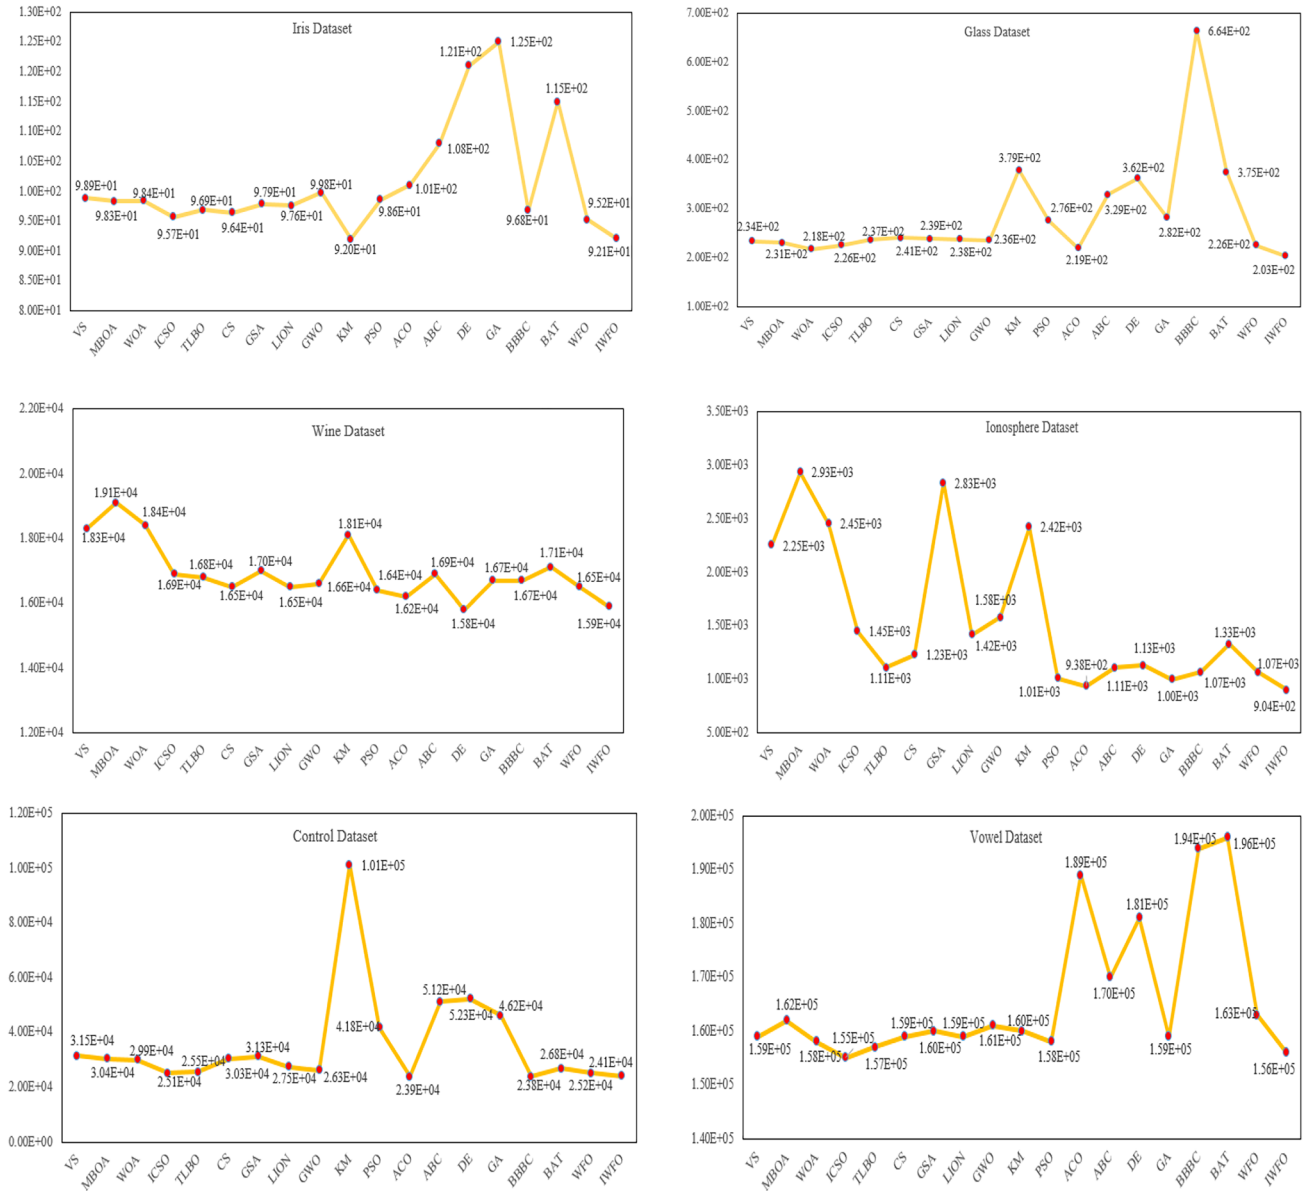 Iris Dataset
1.30E+02
1.25E+02
1.20E+02
1.15E+02
1.10E+02
1.05E+02
1.00E+02
9.50E+01
9.00E+01
8.50E+01
8.00E+01
9.89E+01
9.83E+01
9.84E+01
9.57E+01
9.69E+01
9.64E+01
9.79E+01
9.76E+01
9.98E+01
9.20E+01
9.86E+01
1.01E+02
1.08E+02
1.21E+02
1.25E+02
9.68E+01
1.15E+02
9.52E+01
9.21E+01
VS MBOA WOA ICSO TLBO CS GSA LION GWO KM PSO ACO ABC DE GA BBBC BAT WFO IWFO
Glass Dataset
7.00E+02
6.00E+02
5.00E+02
4.00E+02
3.00E+02
2.00E+02
1.00E+02
2.34E+02
2.31E+02
2.18E+02
2.26E+02
2.37E+02
2.41E+02
2.39E+02
2.38E+02
2.36E+02
3.79E+02
2.76E+02
2.19E+02
3.29E+02
3.62E+02
2.82E+02
6.64E+02
3.75E+02
2.26E+02
2.03E+02
VS MBOA WOA ICSO TLBO CS GSA LION GWO KM PSO ACO ABC DE GA BBBC BAT WFO IWFO
Wine Dataset
2.20E+04
2.00E+04
1.80E+04
1.60E+04
1.40E+04
1.20E+04
1.83E+04
1.91E+04
1.84E+04
1.69E+04
1.68E+04
1.65E+04
1.70E+04
1.65E+04
1.66E+04
1.81E+04
1.64E+04
1.62E+04
1.69E+04
1.58E+04
1.67E+04
1.67E+04
1.71E+04
1.65E+04
1.59E+04
VS MBOA WOA ICSO TLBO CS GSA LION GWO KM PSO ACO ABC DE GA BBBC BAT WFO IWFO
Ionosphere Dataset
3.50E+03
3.00E+03
2.50E+03
2.00E+03
1.50E+03
1.00E+03
5.00E+02
2.25E+03
2.93E+03
2.45E+03
1.45E+03
1.11E+03
1.23E+03
2.83E+03
1.42E+03
1.58E+03
2.42E+03
1.01E+03
9.38E+02
1.11E+03
1.13E+03
1.00E+03
1.07E+03
1.33E+03
1.07E+03
9.04E+02
VS MBOA WOA ICSO TLBO CS GSA LION GWO KM PSO ACO ABC DE GA BBBC BAT WFO IWFO
Control Dataset
1.20E+05
1.00E+05
8.00E+04
6.00E+04
4.00E+04
2.00E+04
0.00E+00
3.15E+04
3.04E+04
2.99E+04
2.51E+04
2.55E+04
3.03E+04
3.13E+04
2.75E+04
2.63E+04
1.01E+05
4.18E+04
2.39E+04
5.12E+04
5.23E+04
4.62E+04
2.38E+04
2.68E+04
2.52E+04
2.41E+04
VS MBOA WOA ICSO TLBO CS GSA LION GWO KM PSO ACO ABC DE GA BBBC BAT WFO IWFO
Vowel Dataset
2.00E+05
1.90E+05
1.80E+05
1.70E+05
1.60E+05
1.50E+05
1.40E+05
1.59E+05
1.62E+05
1.58E+05
1.55E+05
1.57E+05
1.59E+05
1.60E+05
1.59E+05
1.61E+05
1.60E+05
1.58E+05
1.89E+05
1.70E+05
1.81E+05
1.59E+05
1.94E+05
1.96E+05
1.63E+05
1.56E+05
VS MBOA WOA ICSO TLBO CS GSA LION GWO KM PSO ACO ABC DE GA BBBC BAT WFO IWFO